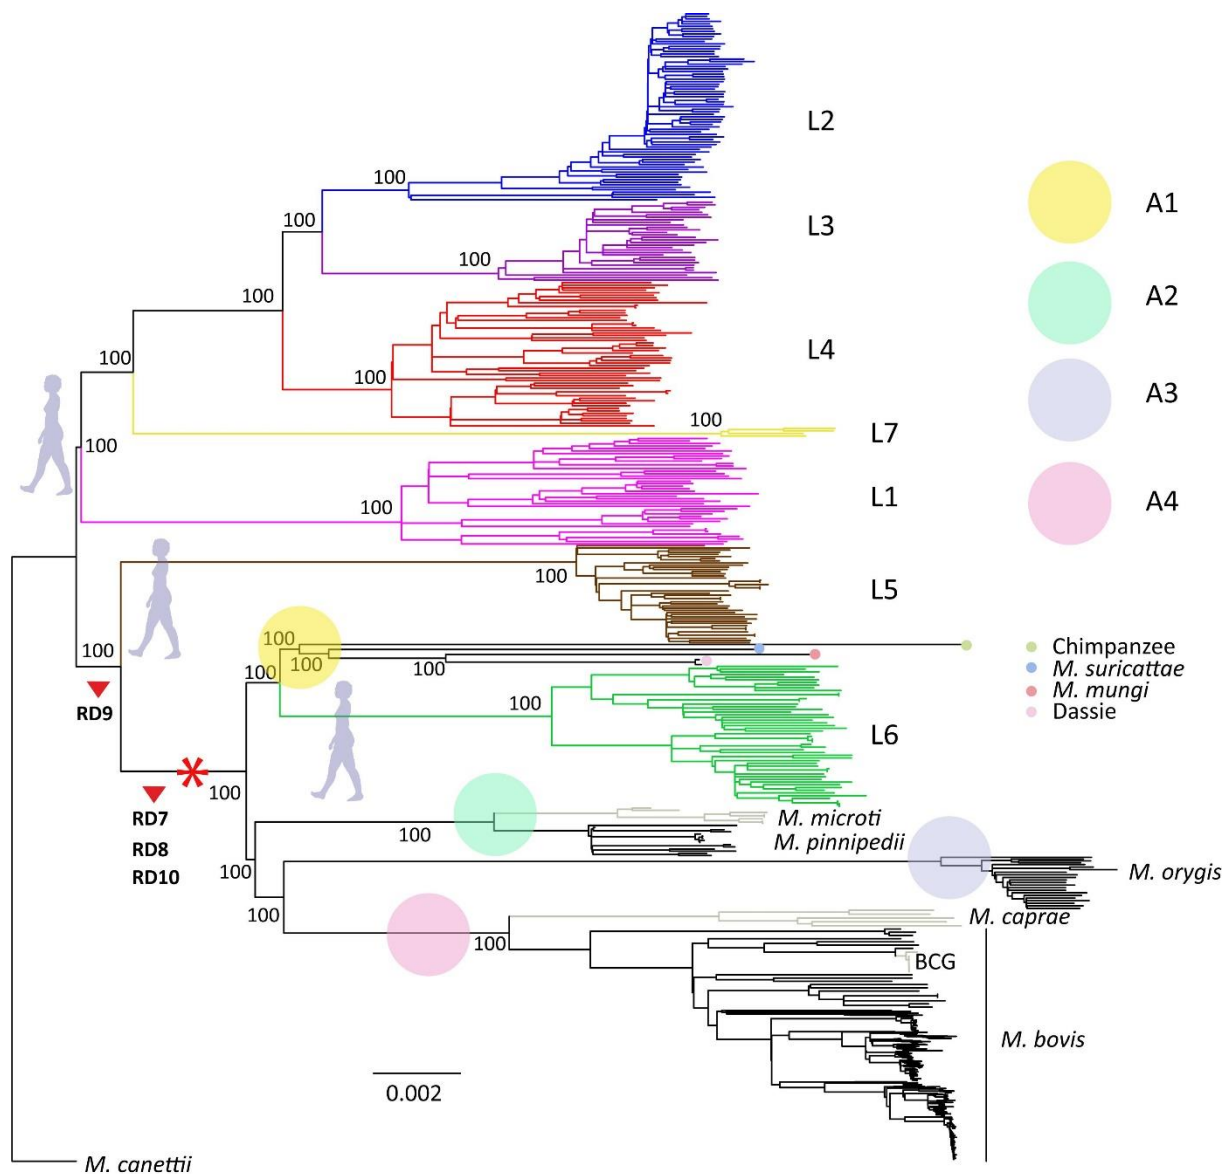 L2
100
L3
100
100
100
L4
100
100
100
L7
100
L1
100
100
L5
100
100
100
100
100
100
RD9
L6
100
RD7
RD8
RD10
100
100
M. microti
M. pinnipedii
100
M. orygis
100
M. caprae
100
BCG
M. bovis
0.002
M. canettii
A1
A2
A3
A4
Chimpanzee
M. suricattae
M. mungi
Dassie